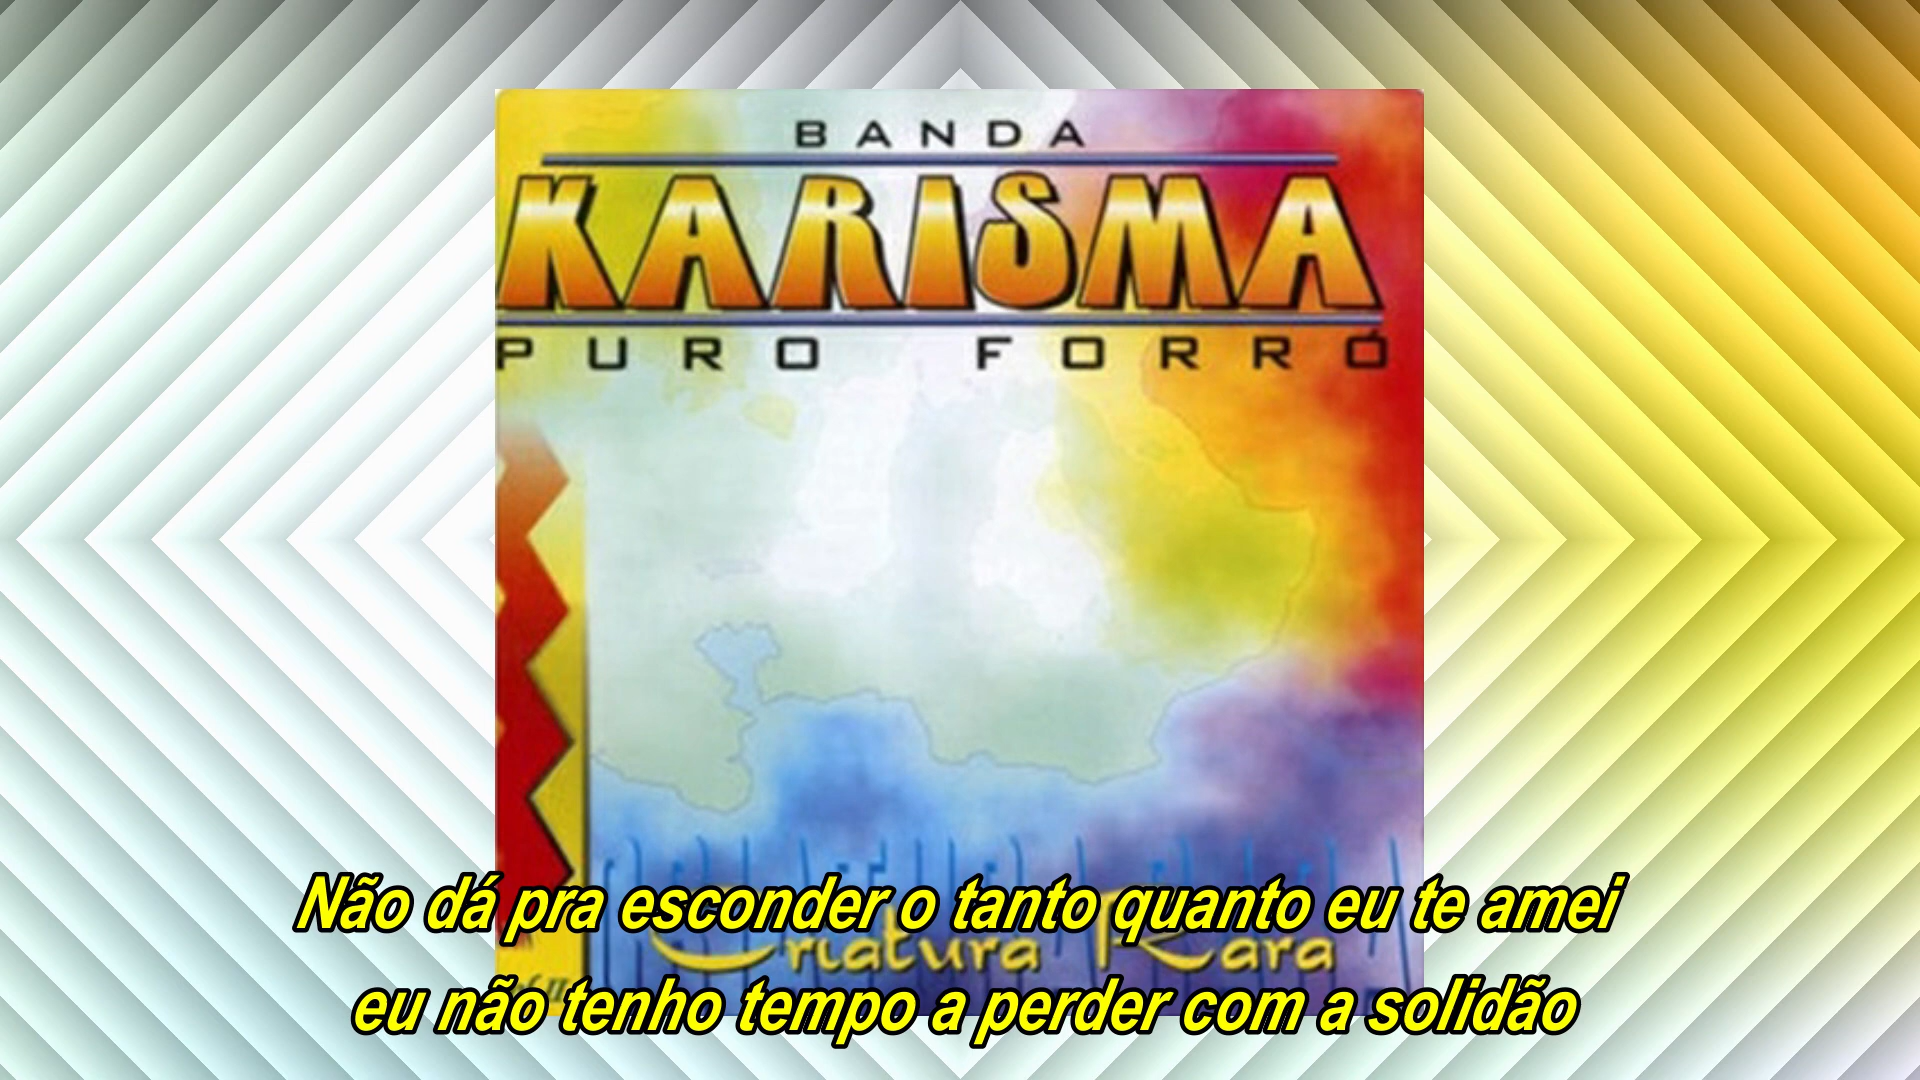 BANDA
KARISMA
PURO FORRÓ
Não dá pra esconder o tanto quanto eu te amei
Criatura Rara
eu não tenho tempo a perder com a solidão